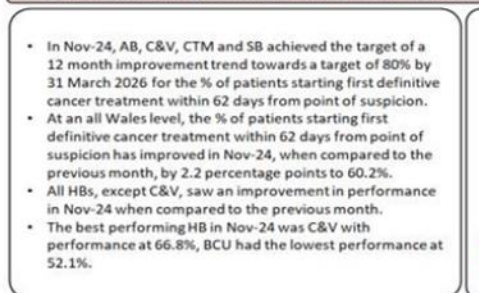 • In Nov-24, AB, C&V, CTM and SB achieved the target of a
12 month improvement trend towards a target of 80% by
31 March 2026 for the % of patients starting first definitive
cancer treatment within 62 days from point of suspicion.
• At an all Wales level, the % of patients starting first
definitive cancer treatment within 62 days from point of
suspicion has improved in Nov-24, when compared to the
previous month, by 2.2 percentage points to 60.2%.
• All HBs, except C&V, saw an improvement in performance
in Nov-24 when compared to the previous month.
• The best performing HB in Nov-24 was C&V with
performance at 66.8%, BCU had the lowest performance at
52.1%.